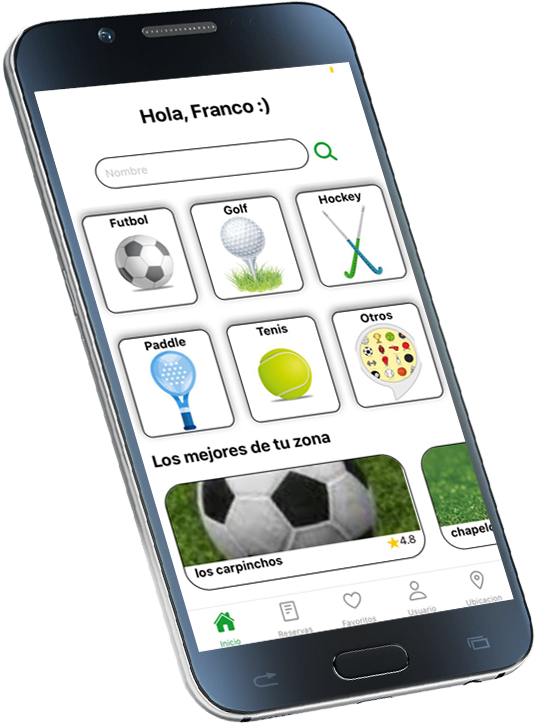 Hola, Franco :)
Nombre
Futbol
Golf
Hockey
Paddle
Tenis
Otros
Los mejores de tu zona
los carpinchos
4.8
chapelc
Inicio
Reservas
Favoritos
Usuario
Ubicacion